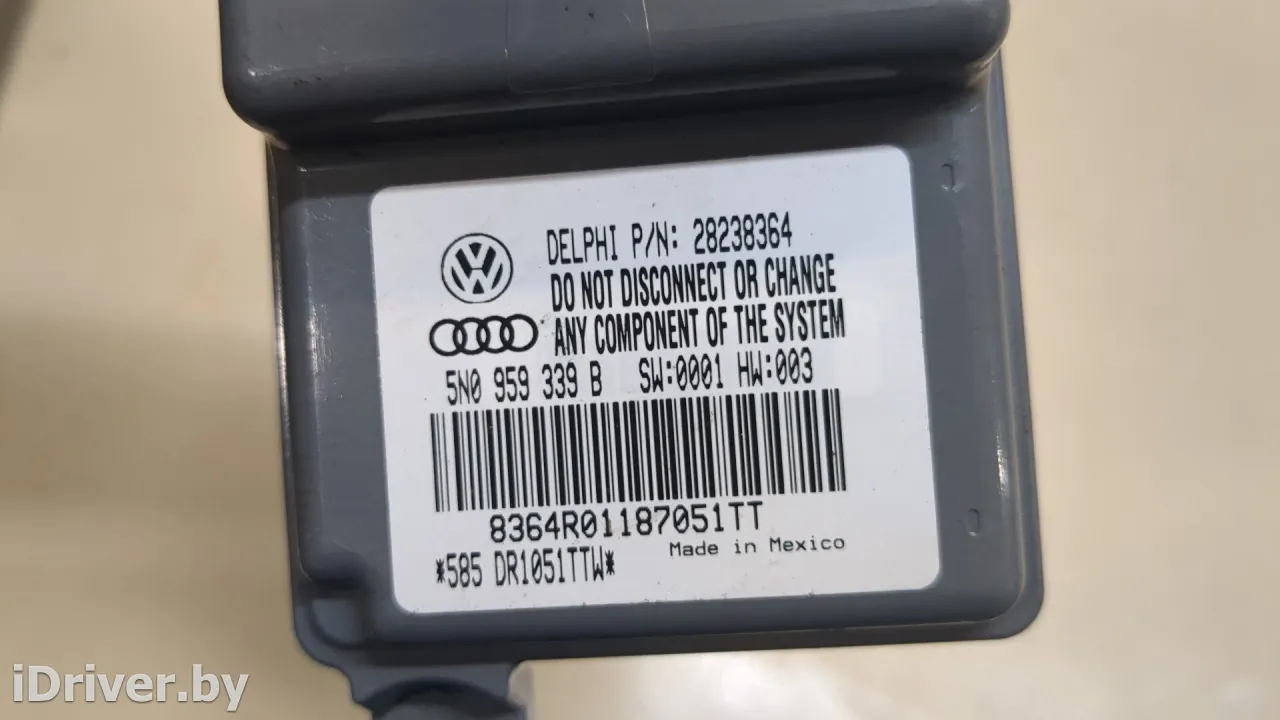 DELPHI P/N: 28238364
DO NOT DISCONNECT OR CHANGE
ANY COMPONENT OF THE SYSTEM
5N0 959 339 B SW:0001 HW:003
8364R01187051TT
Made in Mexico
*585 DR1051TTW*
iDriver.by